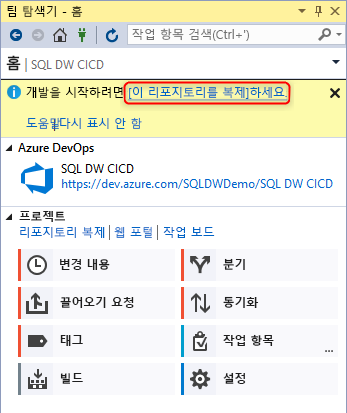 팀 탐색기 - 홈
작업 항목 검색(Ctrl+')
홈 | SQL DW CICD
개발을 시작하려면 [이 리포지토리를 복제]하세요.
도움말다시 표시 안 함
Azure DevOps
SQL DW CICD
https://dev.azure.com/SQLDWDemo/SQL DW CICD
프로젝트
리포지토리 복제 | 웹 포털 | 작업 보드
변경 내용
분기
끌어오기 요청
동기화
태그
작업 항목
...
빌드
설정